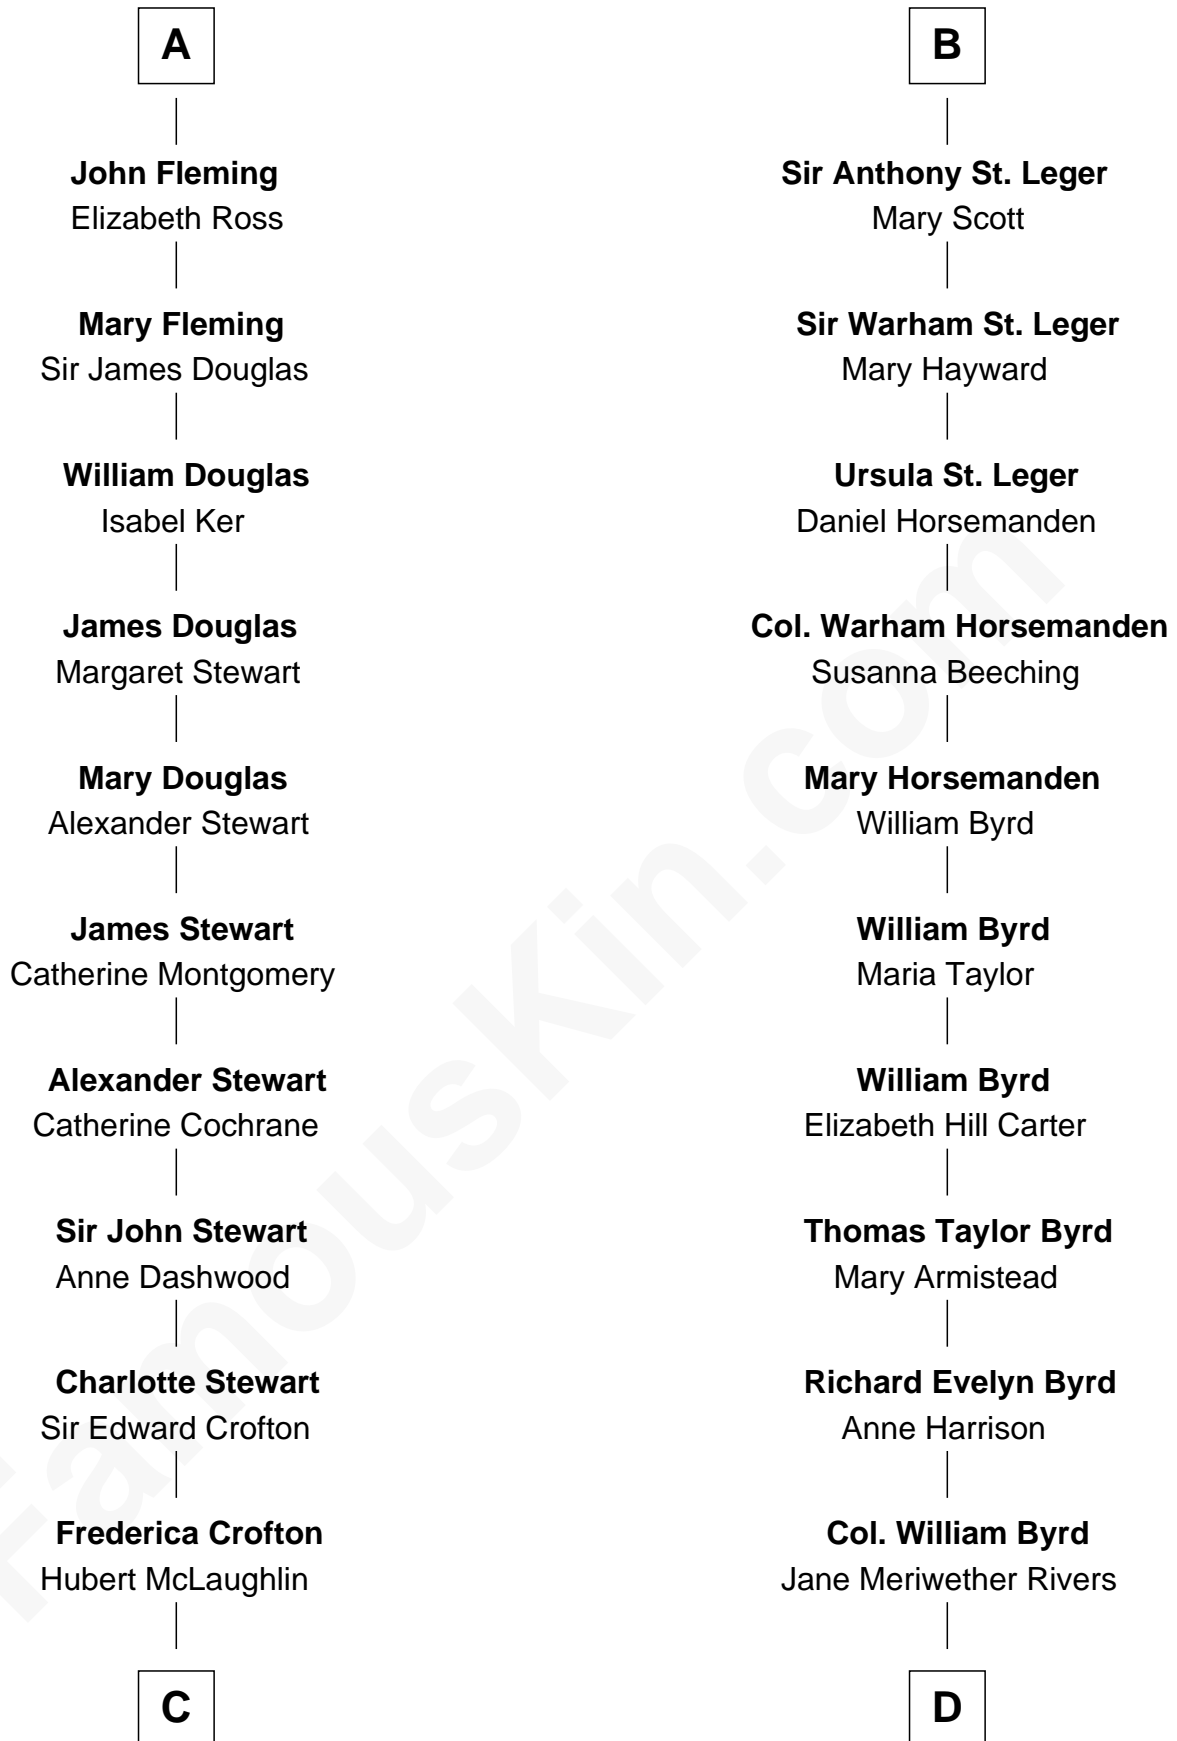 A
John Fleming
Elizabeth Ross
Mary Fleming
Sir James Douglas
William Douglas
Isabel Ker
James Douglas
Margaret Stewart
Mary Douglas
Alexander Stewart
James Stewart
Catherine Montgomery
Alexander Stewart
Catherine Cochrane
Sir John Stewart
Anne Dashwood
Charlotte Stewart
Sir Edward Crofton
Frederica Crofton
Hubert McLaughlin
C
B
Sir Anthony St. Leger
Mary Scott
Sir Warham St. Leger
Mary Hayward
Ursula St. Leger
Daniel Horsemanden
Col. Warham Horsemanden
Susanna Beeching
Mary Horsemanden
William Byrd
William Byrd
Maria Taylor
William Byrd
Elizabeth Hill Carter
Thomas Taylor Byrd
Mary Armistead
Richard Evelyn Byrd
Anne Harrison
Col. William Byrd
Jane Meriwether Rivers
D
FamousKin.com